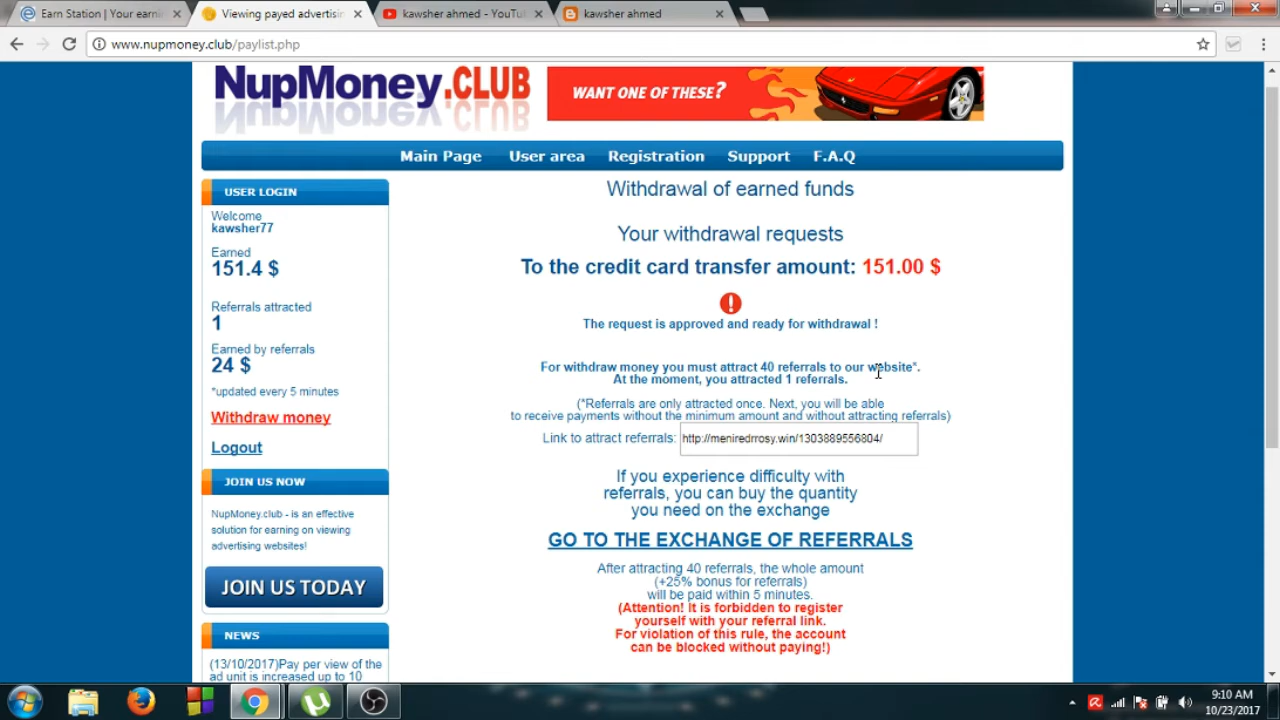 Earn Station | Your earni
Viewing payed advertisin
kawsher ahmed - YouTu
kawsher ahmed
www.nupmoney.club/paylist.php
NupMoney.CLUB
WANT ONE OF THESE?
Main Page
User area
Registration
Support
F.A.Q
USER LOGIN
Welcome
kawsher77
Earned
151.4 $
Referrals attracted
1
Earned by referrals
24 $
*updated every 5 minutes
Withdraw money
Logout
JOIN US NOW
NupMoney.club - is an effective
solution for earning on viewing
advertising websites!
JOIN US TODAY
NEWS
(13/10/2017)Pay per view of the
ad unit is increased up to 10
Withdrawal of earned funds
Your withdrawal requests
To the credit card transfer amount: 151.00 $
The request is approved and ready for withdrawal !
For withdraw money you must attract 40 referrals to our website*.
At the moment, you attracted 1 referrals.
(*Referrals are only attracted once. Next, you will be able
to receive payments without the minimum amount and without attracting referrals)
Link to attract referrals: http://meniredrrosy.win/1303889556804/
If you experience difficulty with
referrals, you can buy the quantity
you need on the exchange
GO TO THE EXCHANGE OF REFERRALS
After attracting 40 referrals, the whole amount
(+25% bonus for referrals)
will be paid within 5 minutes.
(Attention! It is forbidden to register
yourself with your referral link.
For violation of this rule, the account
can be blocked without paying!)
9:10 AM
10/23/2017